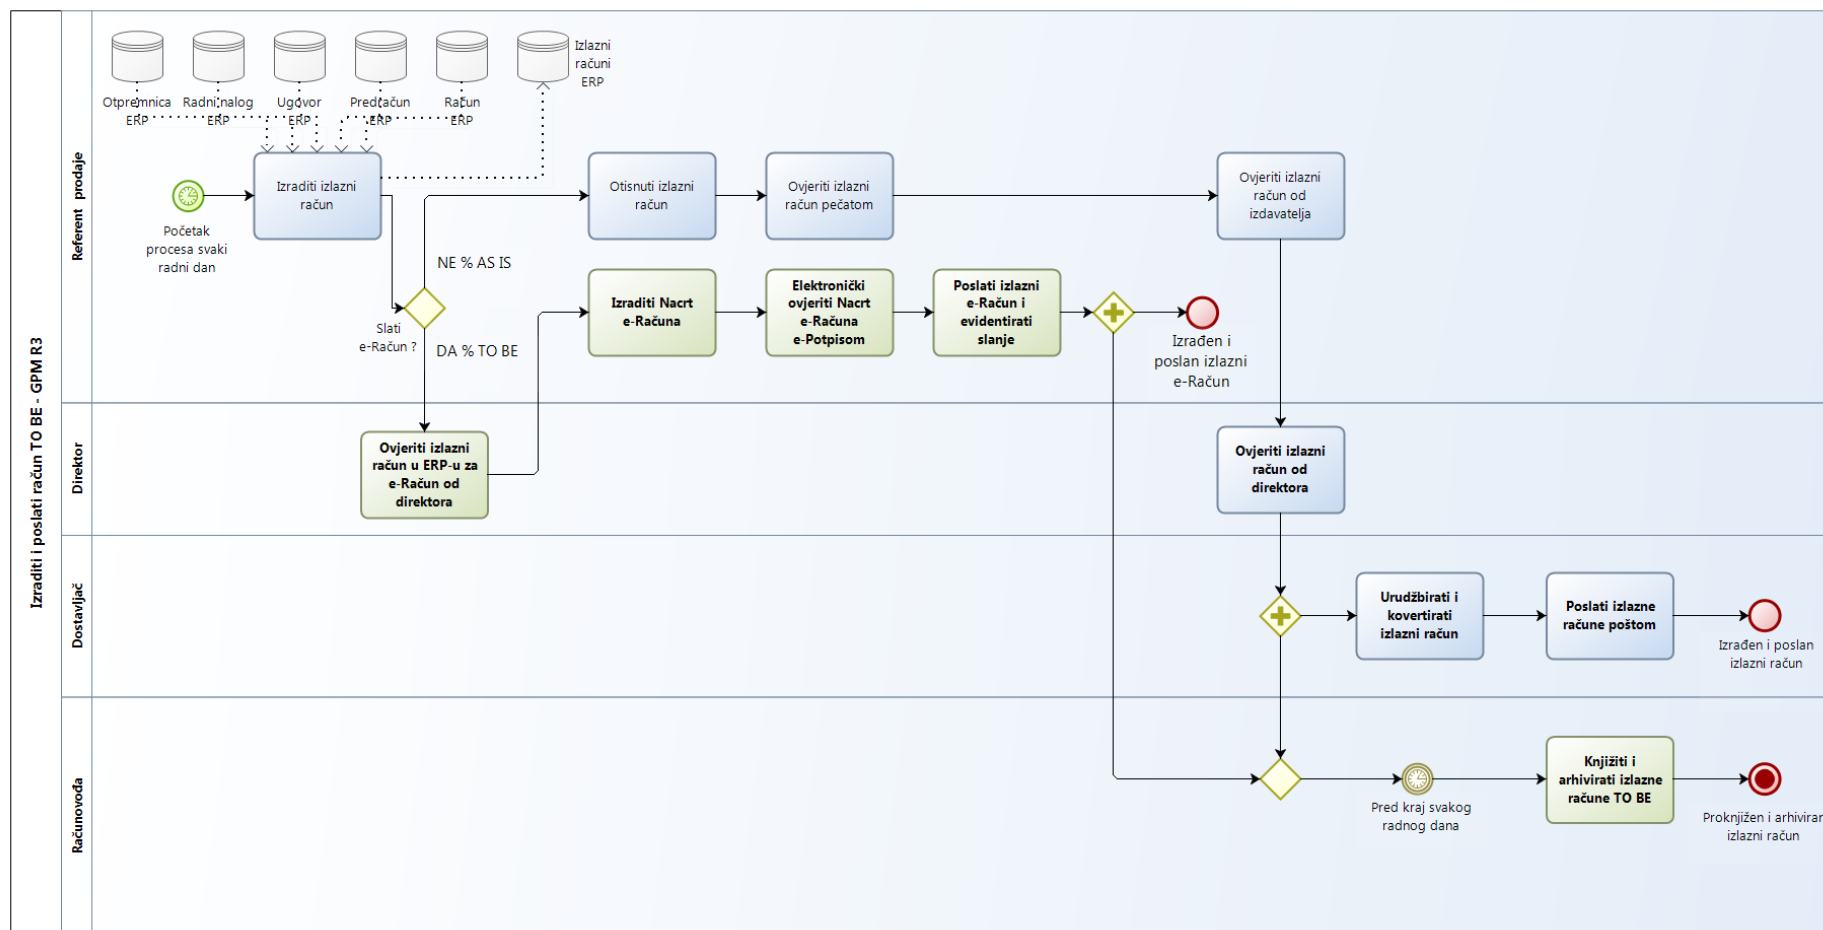 Izraditi i poslati račun TO BE - GPM R3
Referent  prodaje
Otpremnica
ERP
Radni nalog
ERP
Ugovor
ERP
Predračun
ERP
Račun
ERP
Izlazni
računi
ERP
Početak
procesa svaki
radni dan
Izraditi izlazni
račun
Slati
e-Račun ?
NE % AS IS
DA % TO BE
Otisnuti izlazni
račun
Ovjeriti izlazni
račun pečatom
Ovjeriti izlazni
račun od
izdavatelja
Izraditi Nacrt
e-Računa
Elektronički
ovjeriti Nacrt
e-Računa
e-Potpisom
Poslati izlazni
e-Račun i
evidentirati
slanje
Izrađen i
poslan izlazni
e-Račun
Direktor
Ovjeriti izlazni
račun u ERP-u za
e-Račun od
direktora
Ovjeriti izlazni
račun od
direktora
Dostavljač
Urudžbirati i
kovertirati
izlazni račun
Poslati izlazne
račune poštom
Izrađen i poslan
izlazni račun
Računovođa
Pred kraj svakog
radnog dana
Knjižiti i
arhivirati izlazne
račune TO BE
Proknjižen i arhiviran
izlazni račun